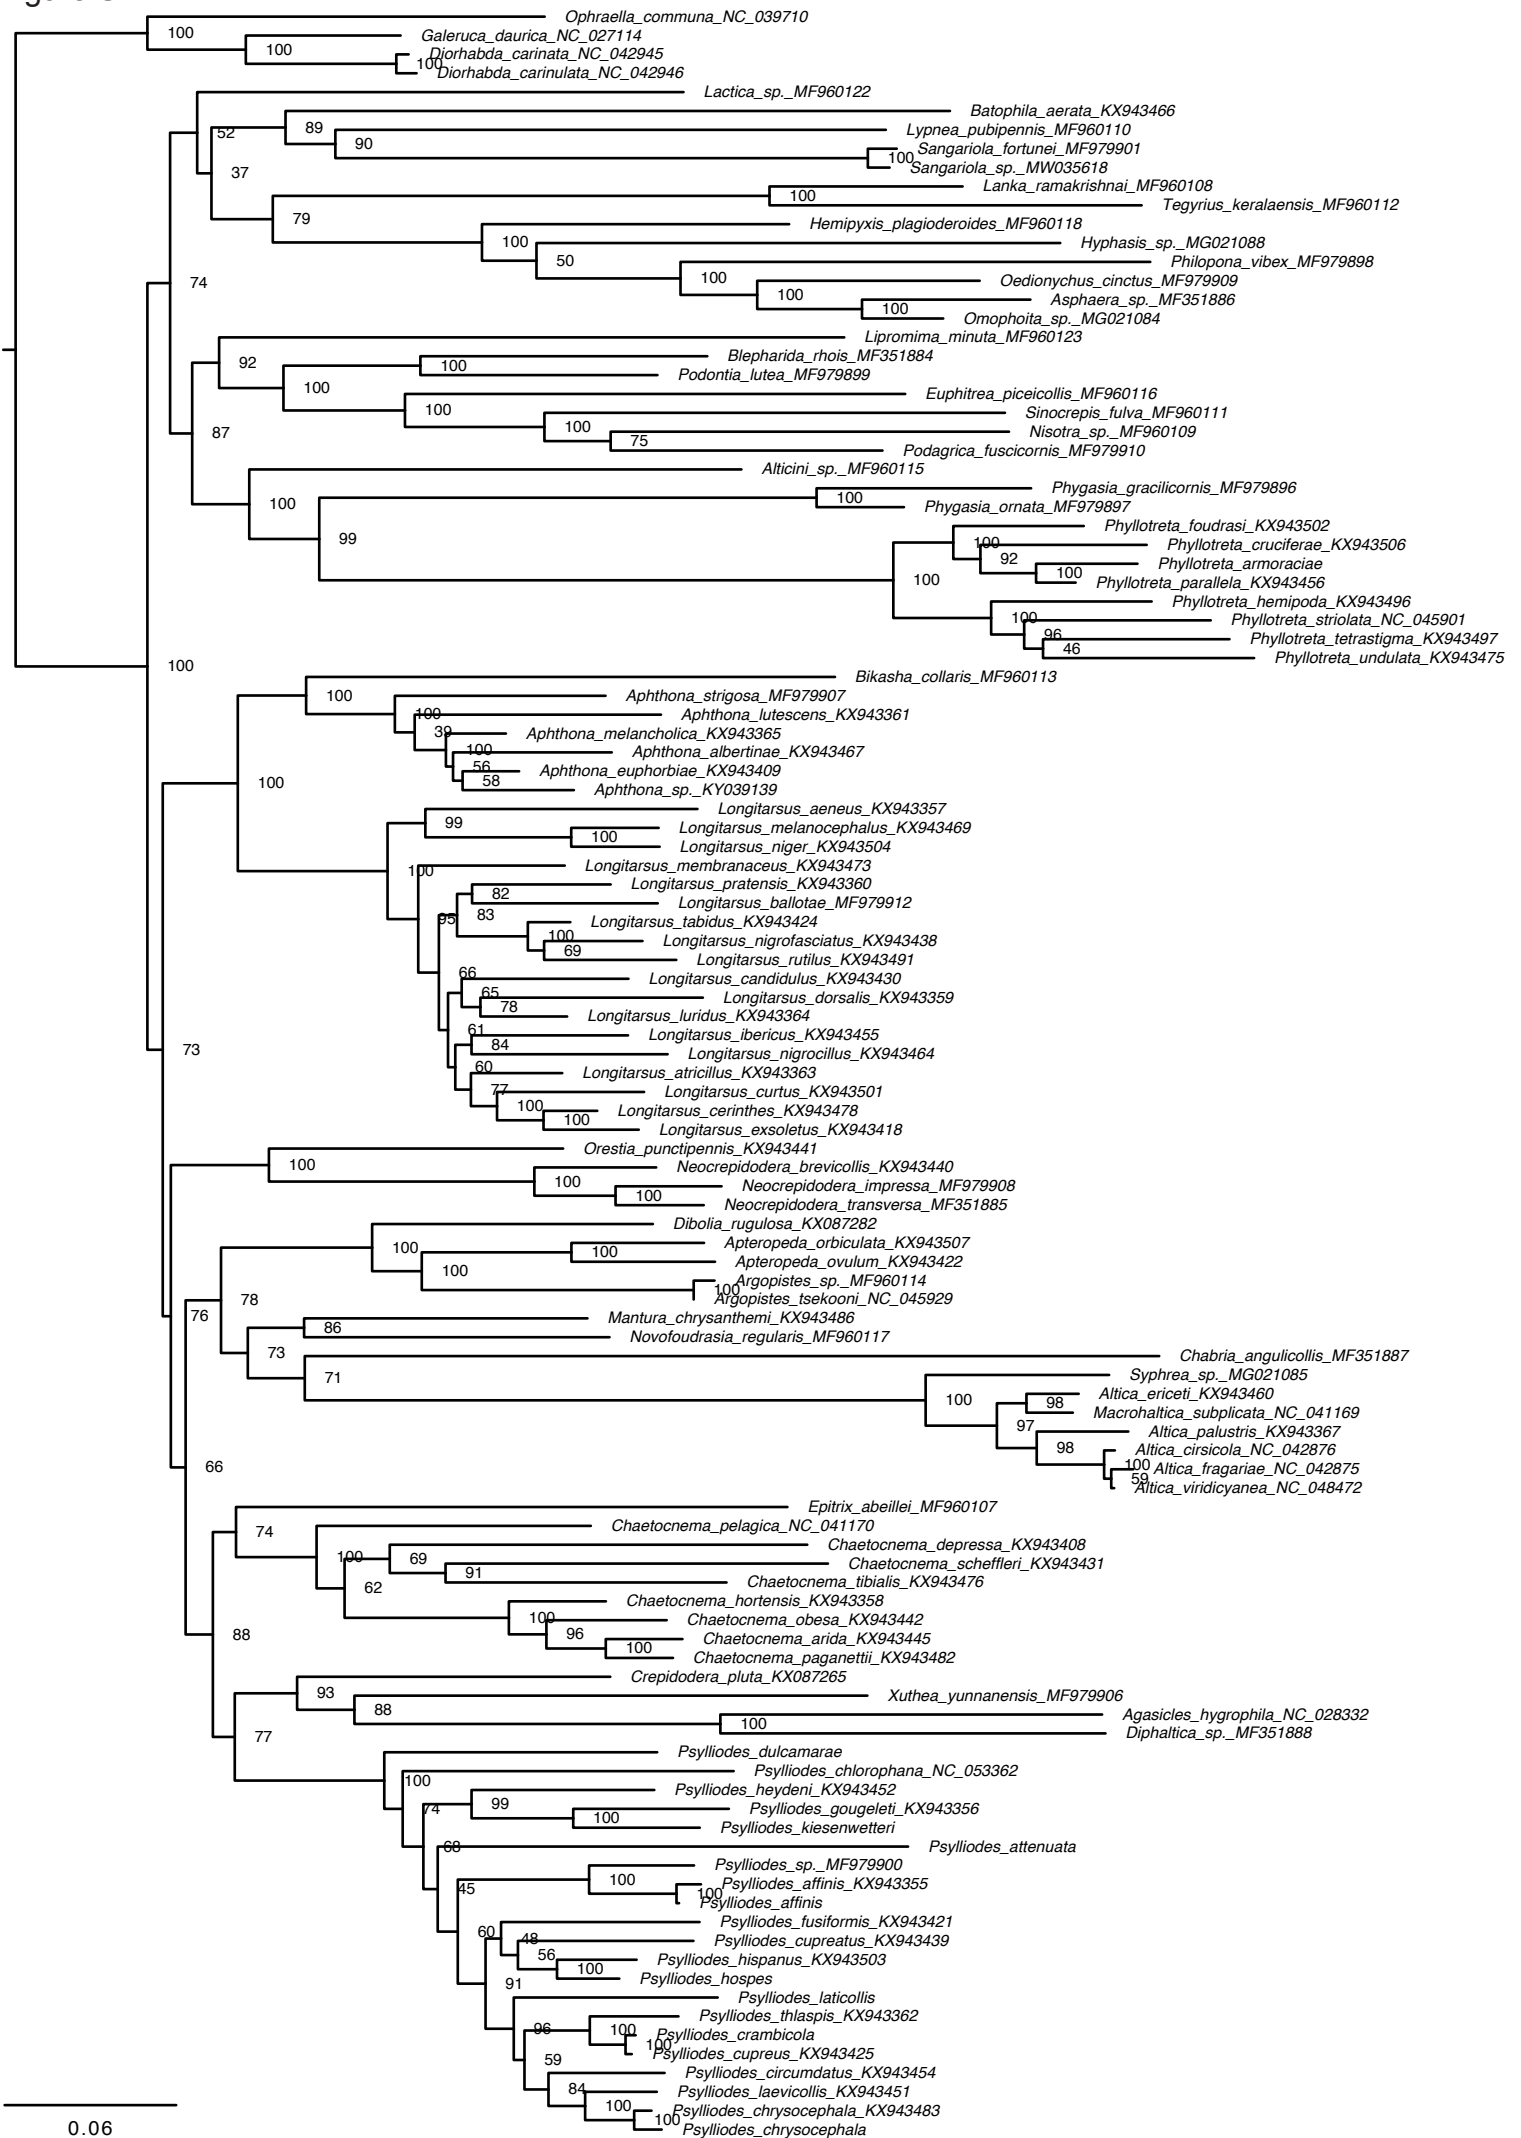 Ophraella_communa_NC_039710
100
Galeruca_daurica_NC_027114
100
Diorhabda_carinata_NC_042945
100
Diorhabda_carinulata_NC_042946
Lactica_sp._MF960122
Batophila_aerata_KX943466
52
89
Lypnea_pubipennis_MF960110
90
Sangariola_fortunei_MF979901
100
Sangariola_sp._MW035618
37
Lanka_ramakrishnai_MF960108
100
Tegyrius_keralaensis_MF960112
79
Hemipyxis_plagioderoides_MF960118
100
Hyphasis_sp._MG021088
50
Philopona_vibex_MF979898
100
Oedionychus_cinctus_MF979909
74
100
Asphaera_sp._MF351886
100
Omophoita_sp._MG021084
Lipromima_minuta_MF960123
92
Blepharida_rhois_MF351884
100
Podontia_lutea_MF979899
100
Euphitrea_piceicollis_MF960116
100
Sinocrepis_fulva_MF960111
100
Nisotra_sp._MF960109
87
75
Podagrica_fuscicornis_MF979910
Alticini_sp._MF960115
100
Phygasia_gracilicornis_MF979896
100
Phygasia_ornata_MF979897
99
Phyllotreta_foudrasi_KX943502
100
Phyllotreta_cruciferae_KX943506
92
Phyllotreta_armoraciae
100
Phyllotreta_parallela_KX943456
100
Phyllotreta_hemipoda_KX943496
100
Phyllotreta_striolata_NC_045901
96
Phyllotreta_tetrastigma_KX943497
46
Phyllotreta_undulata_KX943475
100
Bikasha_collaris_MF960113
100
Aphthona_strigosa_MF979907
100
Aphthona_lutescens_KX943361
39
Aphthona_melancholica_KX943365
100
Aphthona_albertinae_KX943467
56
Aphthona_euphorbiae_KX943409
58
Aphthona_sp._KY039139
100
Longitarsus_aeneus_KX943357
99
Longitarsus_melanocephalus_KX943469
100
Longitarsus_niger_KX943504
100
Longitarsus_membranaceus_KX943473
Longitarsus_pratensis_KX943360
82
Longitarsus_ballotae_MF979912
95
83
Longitarsus_tabidus_KX943424
100
Longitarsus_nigrofasciatus_KX943438
69
Longitarsus_rutilus_KX943491
66
Longitarsus_candidulus_KX943430
65
Longitarsus_dorsalis_KX943359
78
Longitarsus_luridus_KX943364
61
Longitarsus_ibericus_KX943455
84
Longitarsus_nigrocillus_KX943464
73
60
Longitarsus_atricillus_KX943363
77
Longitarsus_curtus_KX943501
100
Longitarsus_cerinthes_KX943478
100
Longitarsus_exsoletus_KX943418
Orestia_punctipennis_KX943441
100
Neocrepidodera_brevicollis_KX943440
100
Neocrepidodera_impressa_MF979908
100
Neocrepidodera_transversa_MF351885
Dibolia_rugulosa_KX087282
100
Apteropeda_orbiculata_KX943507
100
Apteropeda_ovulum_KX943422
100
Argopistes_sp._MF960114
100
Argopistes_tsekooni_NC_045929
78
76
Mantura_chrysanthemi_KX943486
86
Novofoudrasia_regularis_MF960117
73
Chabria_angulicollis_MF351887
71
Syphrea_sp._MG021085
100
Altica_ericeti_KX943460
98
Macrohaltica_subplicata_NC_041169
97
Altica_palustris_KX943367
98
Altica_cirsicola_NC_042876
100
Altica_fragariae_NC_042875
59
Altica_viridicyanea_NC_048472
66
Epitrix_abeillei_MF960107
74
Chaetocnema_pelagica_NC_041170
100
Chaetocnema_depressa_KX943408
69
Chaetocnema_scheffleri_KX943431
91
Chaetocnema_tibialis_KX943476
62
Chaetocnema_hortensis_KX943358
100
Chaetocnema_obesa_KX943442
96
Chaetocnema_arida_KX943445
100
Chaetocnema_paganettii_KX943482
88
Crepidodera_pluta_KX087265
93
Xuthea_yunnanensis_MF979906
88
Agasicles_hygrophila_NC_028332
100
Diphaltica_sp._MF351888
77
Psylliodes_dulcamarae
100
Psylliodes_chlorophana_NC_053362
Psylliodes_heydeni_KX943452
74
99
Psylliodes_gougeleti_KX943356
100
Psylliodes_kiesenwetteri
68
Psylliodes_attenuata
Psylliodes_sp._MF979900
45
100
Psylliodes_affinis_KX943355
100
Psylliodes_affinis
Psylliodes_fusiformis_KX943421
60
48
Psylliodes_cupreatus_KX943439
56
Psylliodes_hispanus_KX943503
100
Psylliodes_hospes
91
Psylliodes_laticollis
Psylliodes_thlaspis_KX943362
96
100
Psylliodes_crambicola
100
Psylliodes_cupreus_KX943425
59
Psylliodes_circumdatus_KX943454
84
Psylliodes_laevicollis_KX943451
100
Psylliodes_chrysocephala_KX943483
100
Psylliodes_chrysocephala
0.06